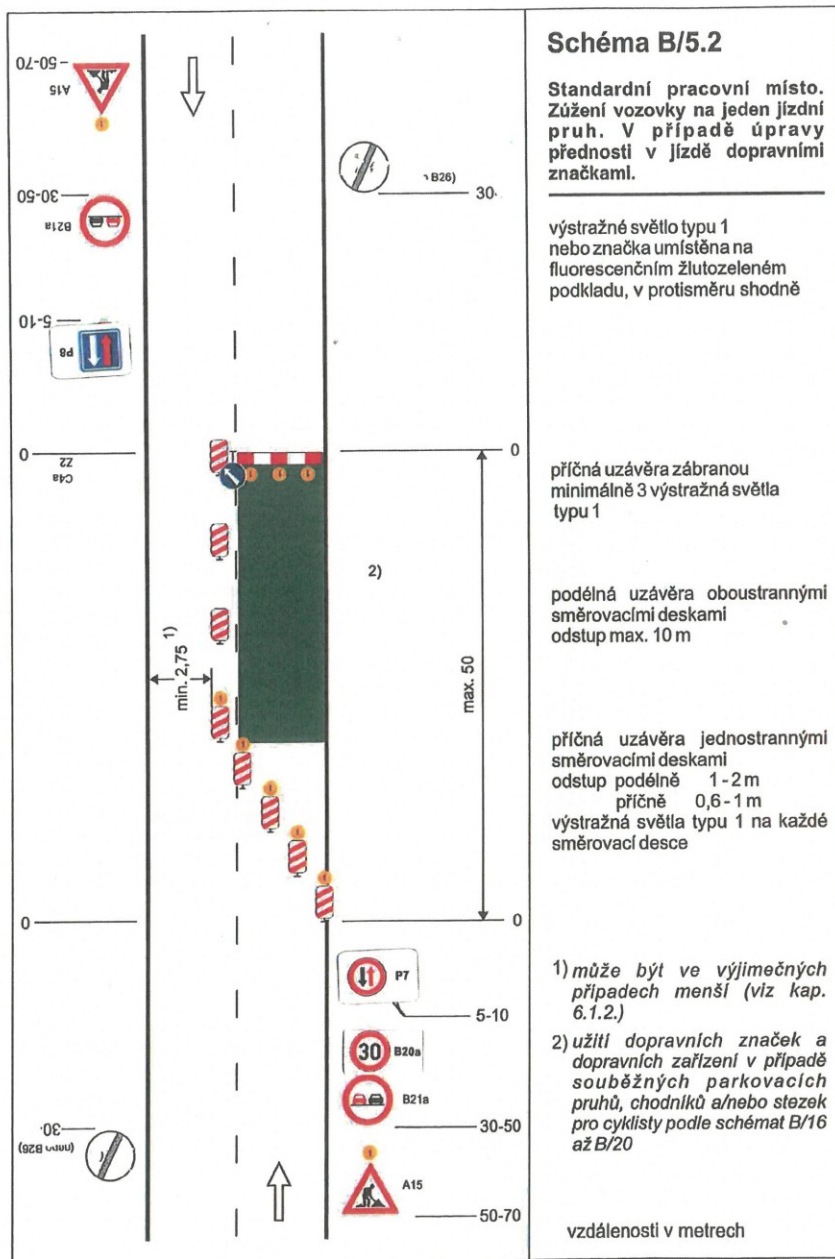 Schéma B/5.2
Standardní pracovní místo.
Zúžení vozovky na jeden jízdní
pruh. V případě úpravy
přednosti v jízdě dopravními
značkami.
výstražné světlo typu 1
nebo značka umístěna na
fluorescenčním žlutozeleném
podkladu, v protisměru shodně
příčná uzávěra zábranou
minimálně 3 výstražná světla
typu 1
podélná uzávěra oboustrannými
směrovacími deskami
odstup max. 10 m
příčná uzávěra jednostrannými
směrovacími deskami
odstup podélně 1-2 m
příčně 0,6-1 m
výstražná světla typu 1 na každé
směrovací desce
1) může být ve výjimečných
případech menší (viz kap.
6.1.2.)
2) užití dopravních značek a
dopravních zařízení v případě
souběžných parkovacích
pruhů, chodníků a/nebo stezek
pro cyklisty podle schémat B/16
až B/20
vzdálenosti v metrech
50-70
A15
30-50
B21a
5-10
P8
0
C4a
Z2
0
30.
B26)
B26)
30-
0
2)
min. 2,75 1)
max. 50
0
P7
5-10
30
B20a
B21a
30-50
A15
50-70